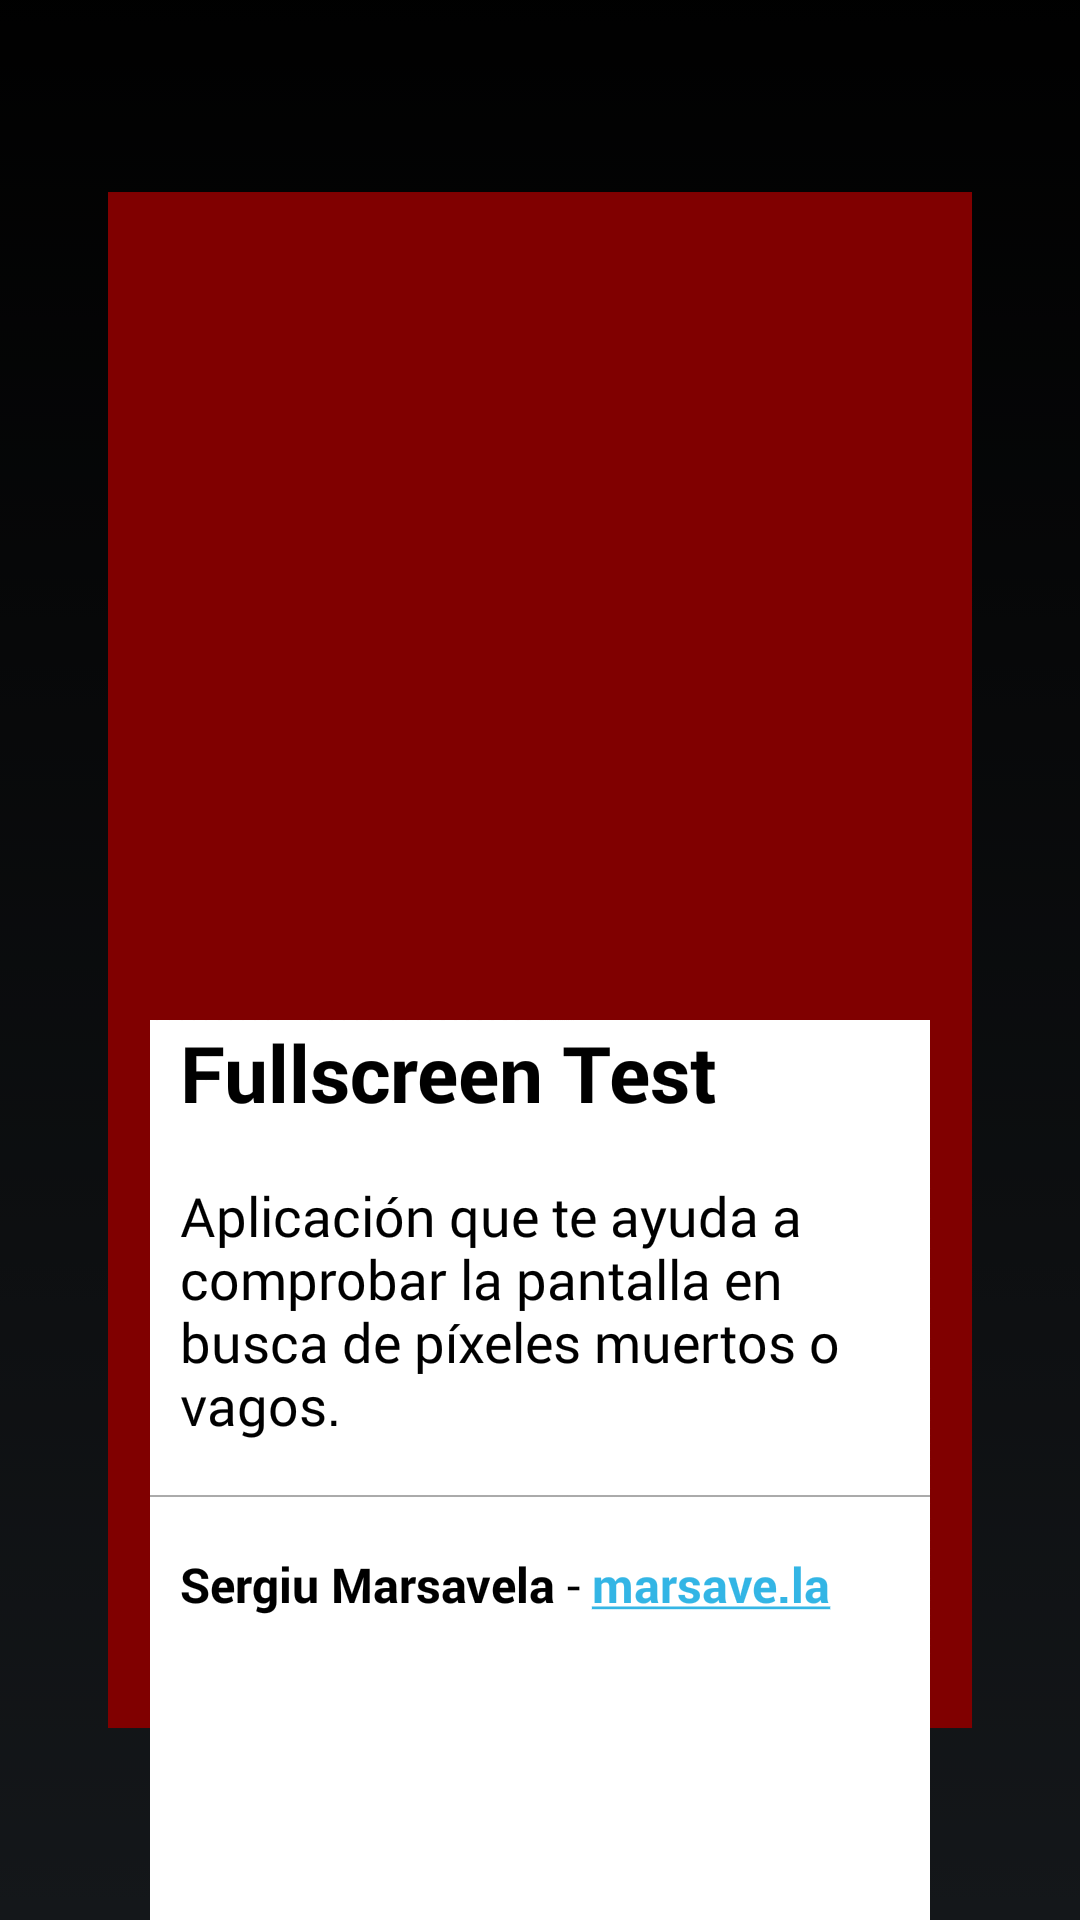 Fullscreen Test
Aplicación que te ayuda a
comprobar la pantalla en
busca de píxeles muertos o
vagos.
Sergiu Marsavela - marsave.la